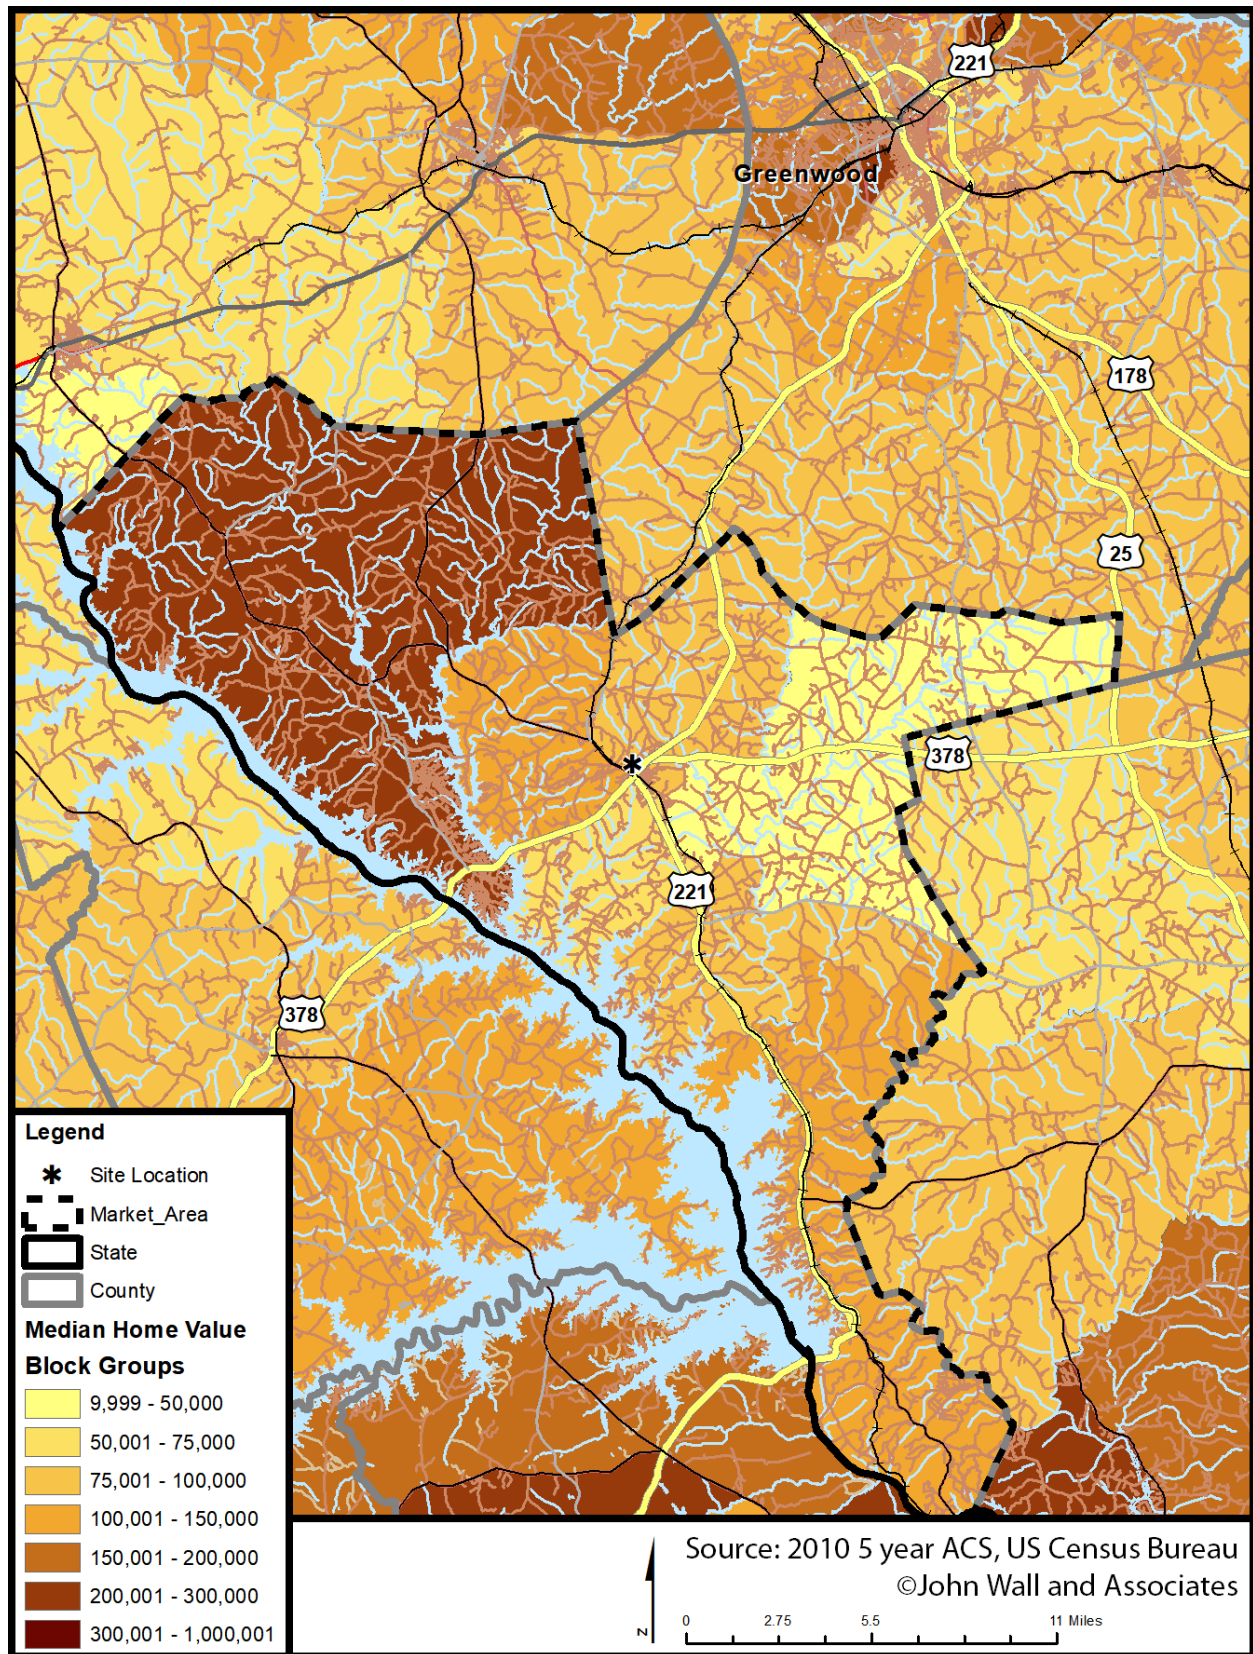 221
Greenwood
178
25
378
221
378
Legend
* Site Location
Market_Area
State
County
Median Home Value
Block Groups
9,999 - 50,000
50,001 - 75,000
75,001 - 100,000
100,001 - 150,000
150,001 - 200,000
200,001 - 300,000
300,001 - 1,000,001
Source: 2010 5 year ACS, US Census Bureau
©John Wall and Associates
0 2.75 5.5 11 Miles
N